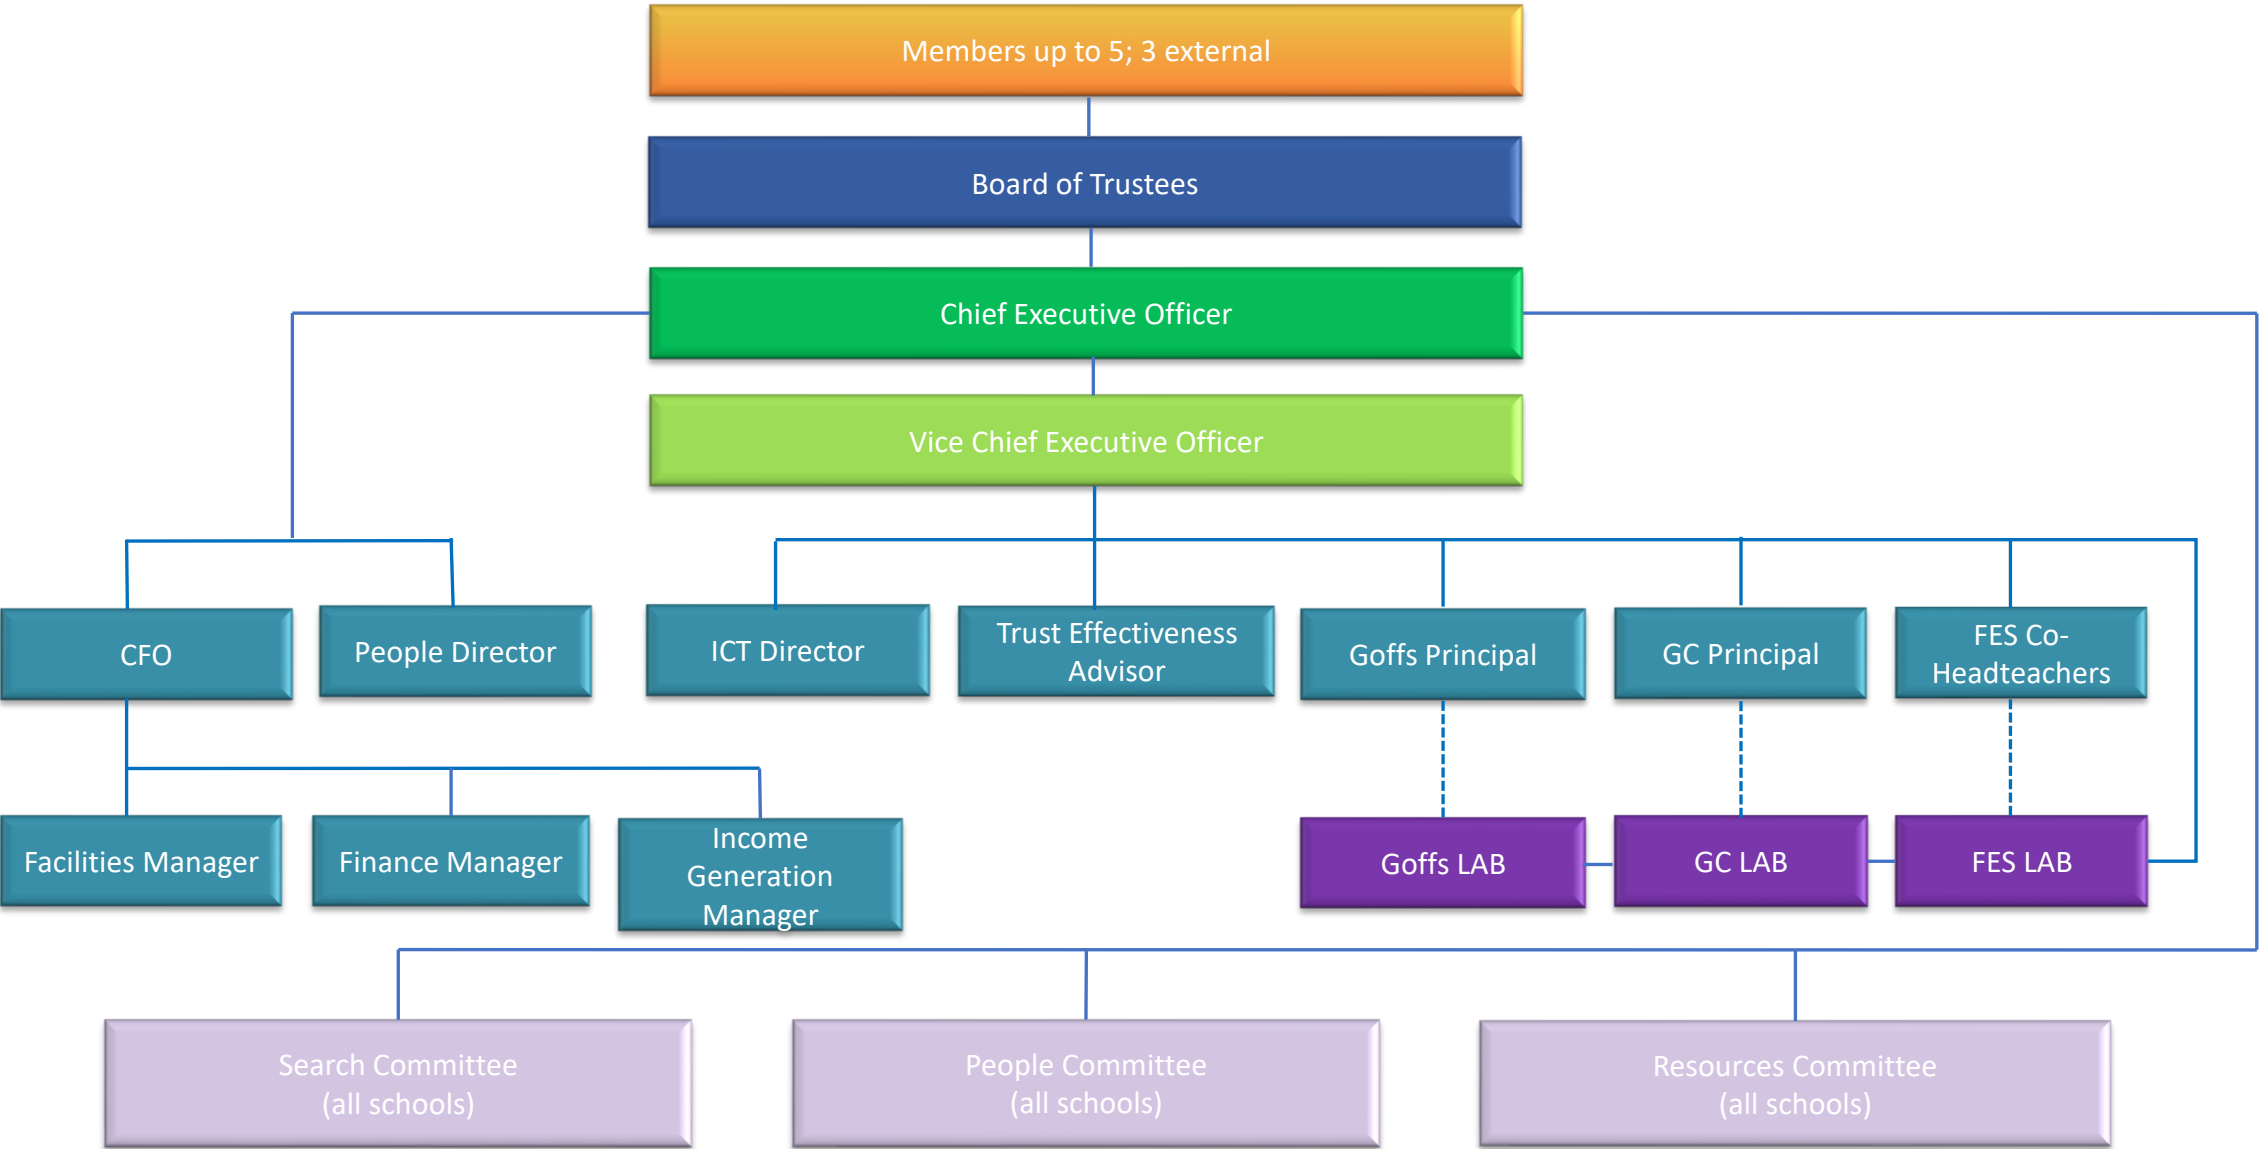 Members up to 5; 3 external
Board of Trustees
Chief Executive Officer
Vice Chief Executive Officer
CFO
People Director
ICT Director
Trust Effectiveness
Advisor
Goffs Principal
GC Principal
FES Co-
Headteachers
Facilities Manager
Finance Manager
Income
Generation
Manager
Goffs LAB
GC LAB
FES LAB
Search Committee
(all schools)
People Committee
(all schools)
Resources Committee
(all schools)